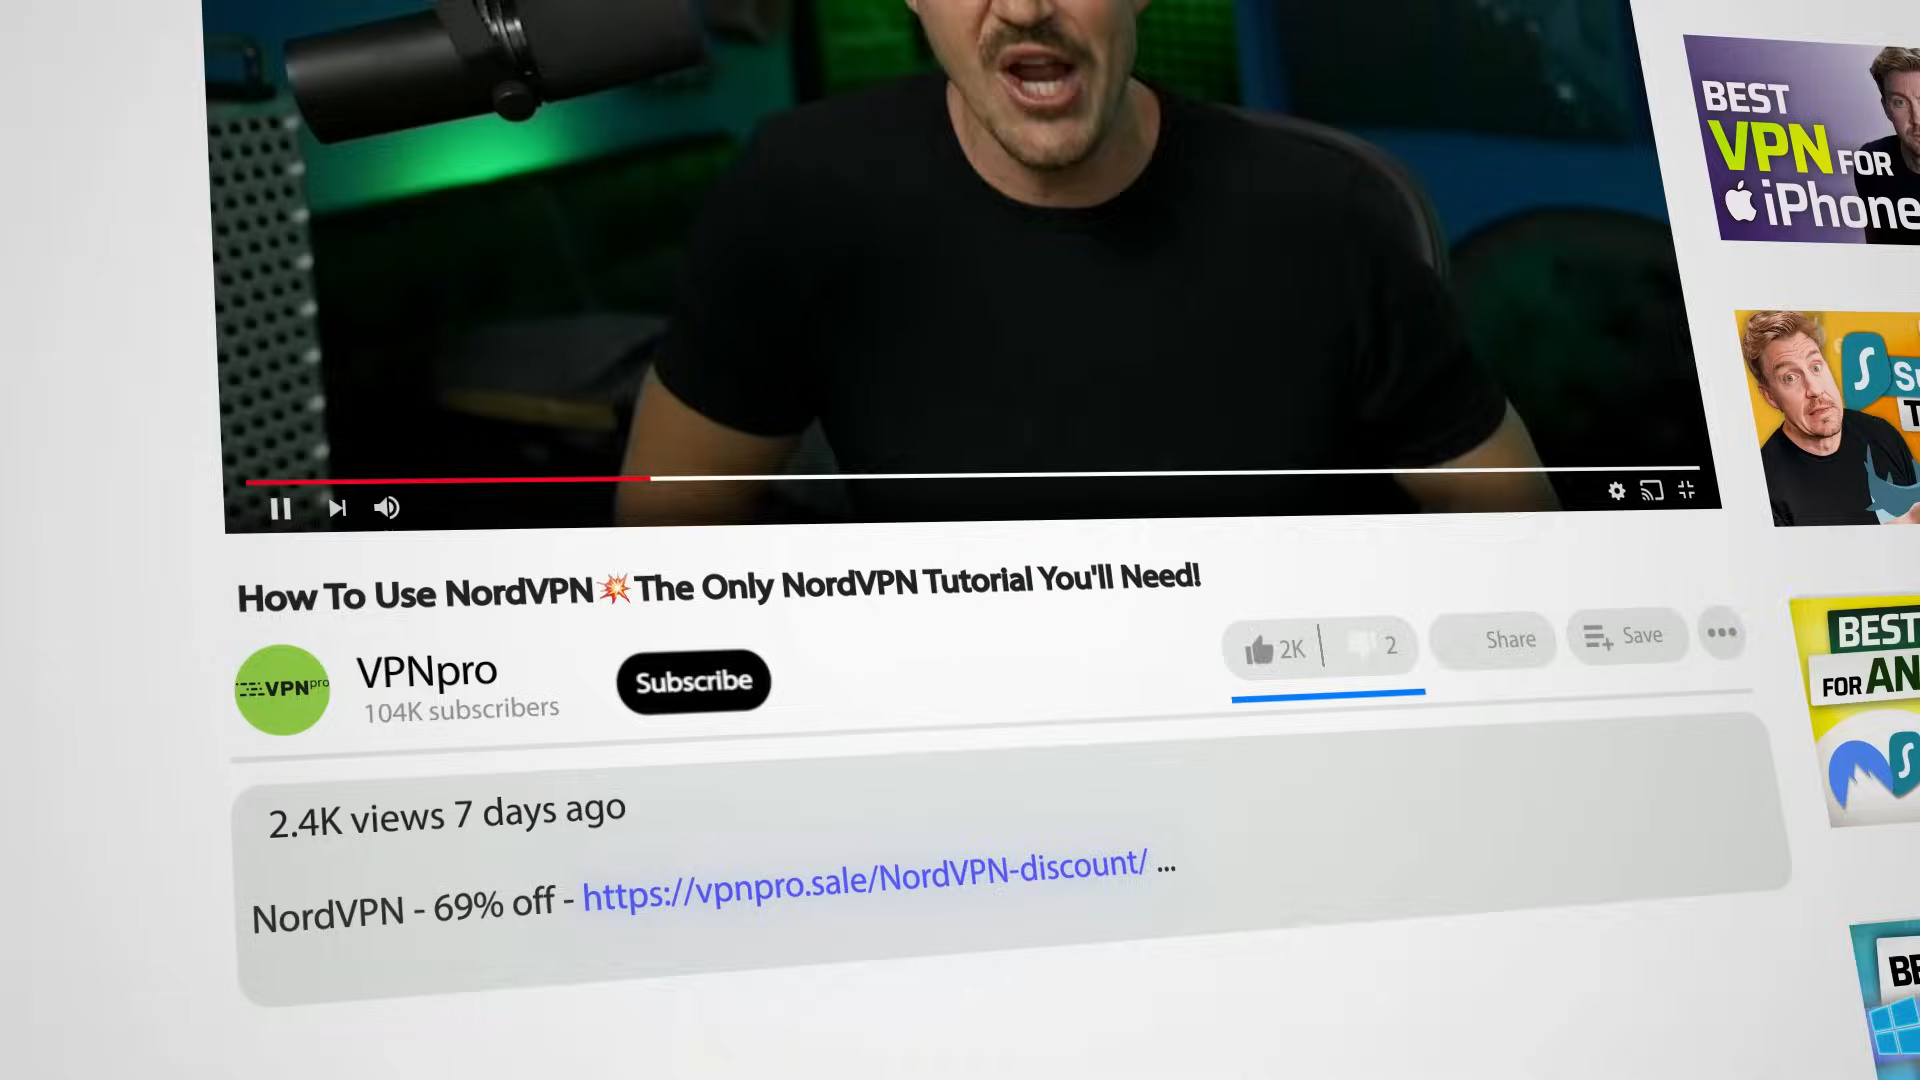 How To Use NordVPN💥The Only NordVPN Tutorial You'll Need!
VPNpro
VPNpro
104K subscribers
Subscribe
2K
2
Share
Save
2.4K views 7 days ago
NordVPN - 69% off - https://vpnpro.sale/NordVPN-discount/ ...
BEST
VPN FOR
iPhone
BEST
FOR